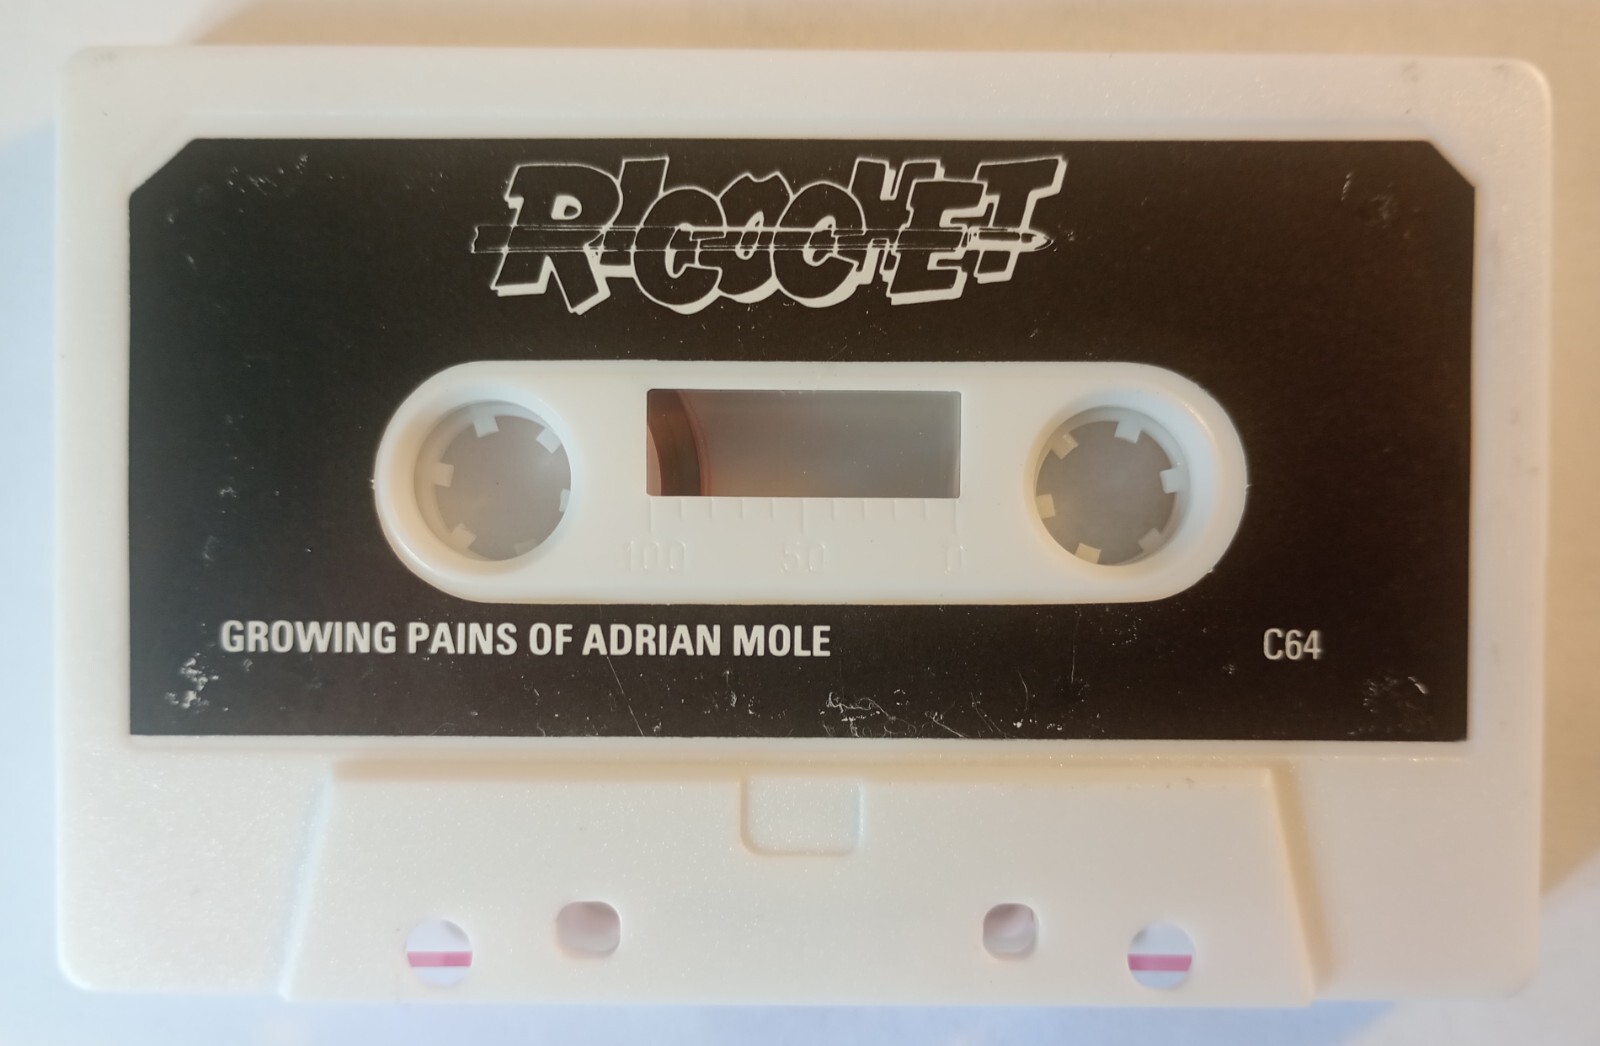 RICOCHET
100 50 0
GROWING PAINS OF ADRIAN MOLE C64